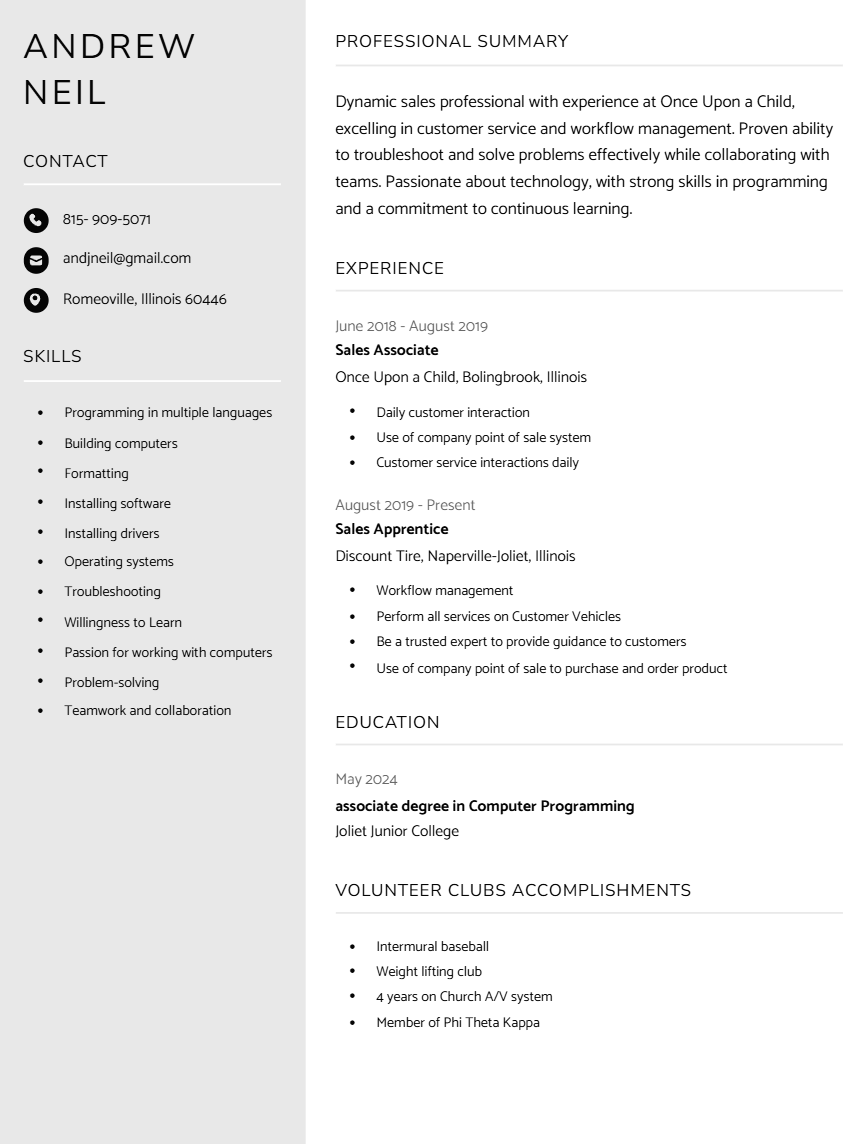 ANDREW
NEIL
CONTACT
815- 909-5071
andjneil@gmail.com
Romeoville, Illinois 60446
SKILLS
• Programming in multiple languages
• Building computers
• Formatting
• Installing software
• Installing drivers
• Operating systems
• Troubleshooting
• Willingness to Learn
• Passion for working with computers
• Problem-solving
• Teamwork and collaboration
PROFESSIONAL SUMMARY
Dynamic sales professional with experience at Once Upon a Child,
excelling in customer service and workflow management. Proven ability
to troubleshoot and solve problems effectively while collaborating with
teams. Passionate about technology, with strong skills in programming
and a commitment to continuous learning.
EXPERIENCE
June 2018 - August 2019
Sales Associate
Once Upon a Child, Bolingbrook, Illinois
• Daily customer interaction
• Use of company point of sale system
• Customer service interactions daily
August 2019 - Present
Sales Apprentice
Discount Tire, Naperville-Joliet, Illinois
• Workflow management
• Perform all services on Customer Vehicles
• Be a trusted expert to provide guidance to customers
• Use of company point of sale to purchase and order product
EDUCATION
May 2024
associate degree in Computer Programming
Joliet Junior College
VOLUNTEER CLUBS ACCOMPLISHMENTS
• Intermural baseball
• Weight lifting club
• 4 years on Church A/V system
• Member of Phi Theta Kappa